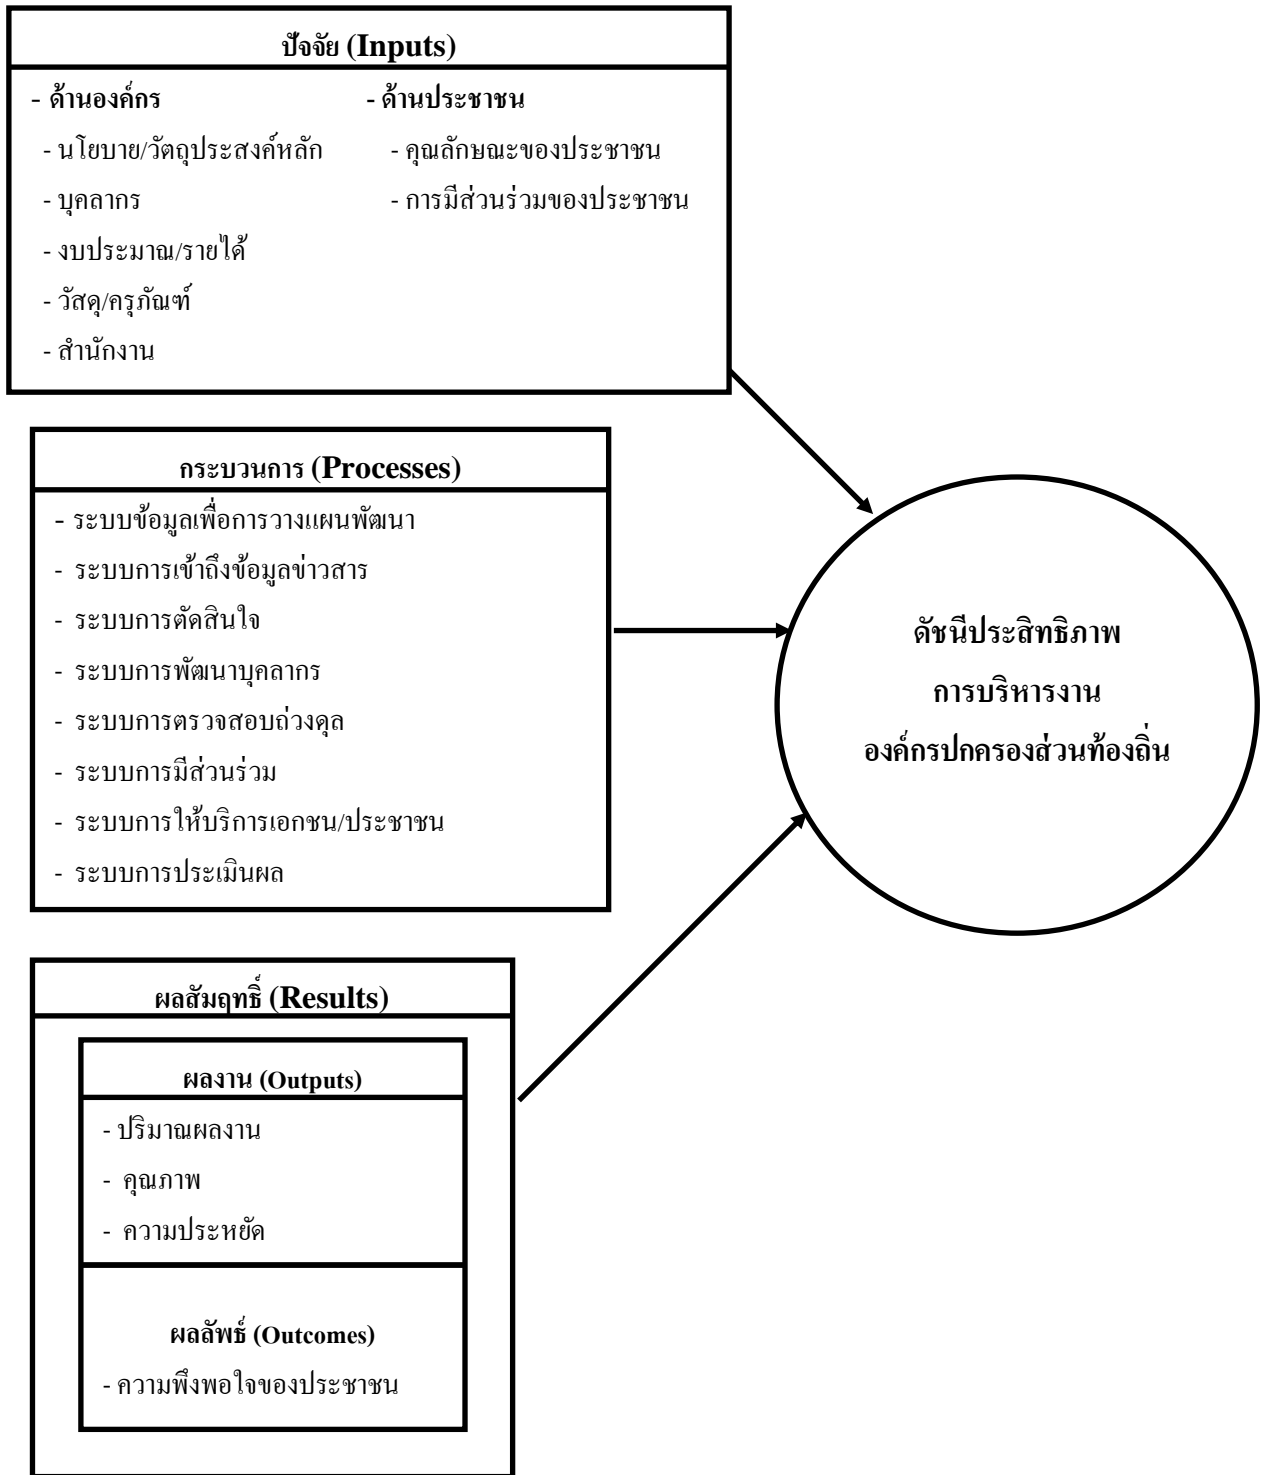 ปัจจัย (Inputs)
- ด้านองค์กร
- นโยบาย/วัตถุประสงค์หลัก
- บุคลากร
- งบประมาณ/รายได้
- วัสดุ/ครุภัณฑ์
- สำนักงาน
- ด้านประชาชน
- คุณลักษณะของประชาชน
- การมีส่วนร่วมของประชาชน
กระบวนการ (Processes)
- ระบบข้อมูลเพื่อการวางแผนพัฒนา
- ระบบการเข้าถึงข้อมูลข่าวสาร
- ระบบการตัดสินใจ
- ระบบการพัฒนาบุคลากร
- ระบบการตรวจสอบถ่วงดุล
- ระบบการมีส่วนร่วม
- ระบบการให้บริการเอกชน/ประชาชน
- ระบบการประเมินผล
ผลสัมฤทธิ์ (Results)
ผลงาน (Outputs)
- ปริมาณผลงาน
- คุณภาพ
- ความประหยัด
ผลลัพธ์ (Outcomes)
- ความพึงพอใจของประชาชน
ดัชนีประสิทธิภาพ
การบริหารงาน
องค์กรปกครองส่วนท้องถิ่น